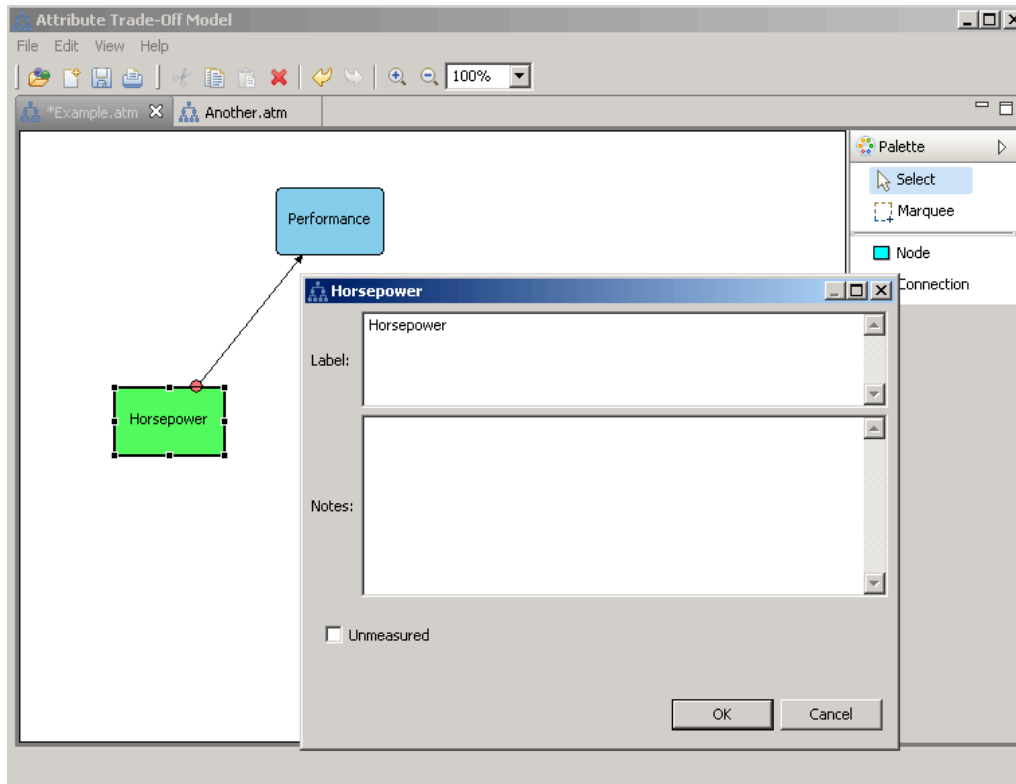 Attribute Trade-Off Model
File Edit View Help
100%
*Example.atm Another.atm
Palette
Select
Marquee
Node
Connection
Performance
Horsepower
Horsepower
Label:
Horsepower
Notes:
Unmeasured
OK Cancel